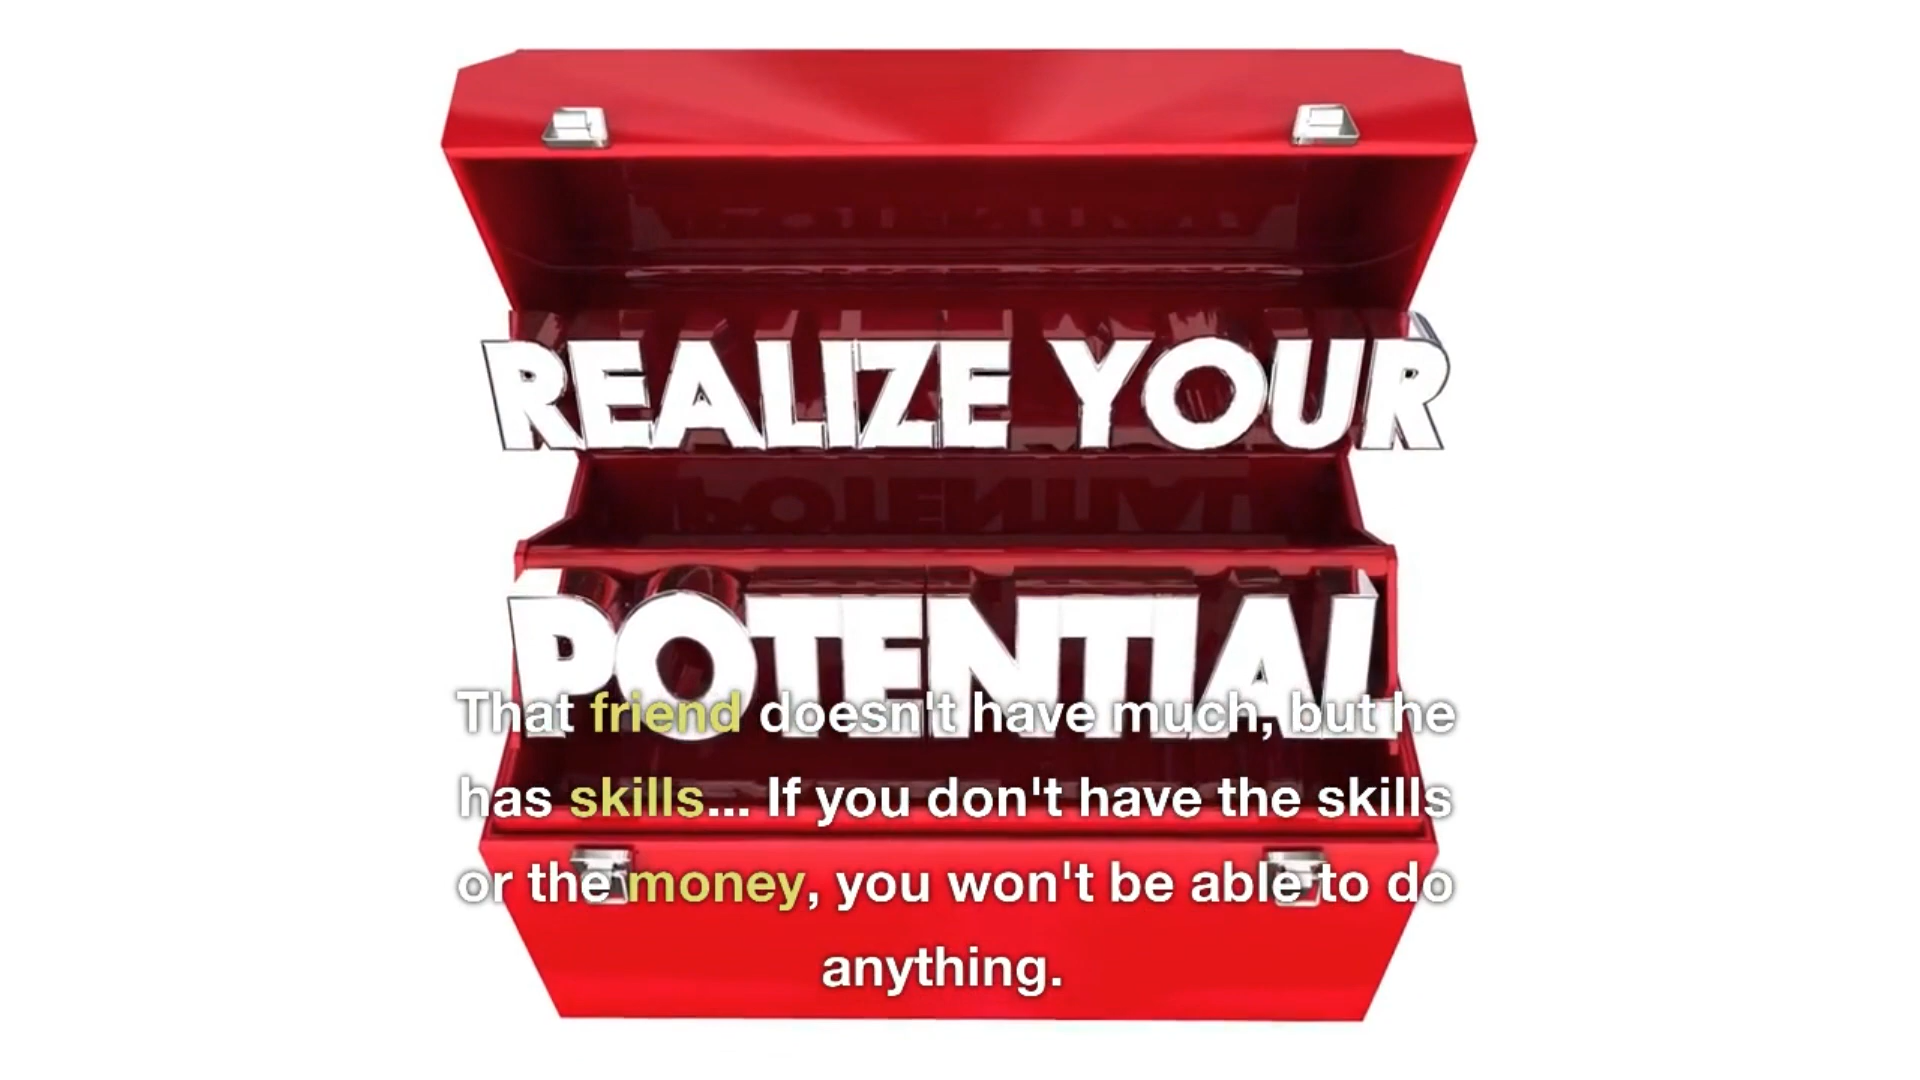 REALIZE YOUR
POTENTIAL
That friend doesn't have much, but he
has skills... If you don't have the skills
or the money, you won't be able to do
anything.